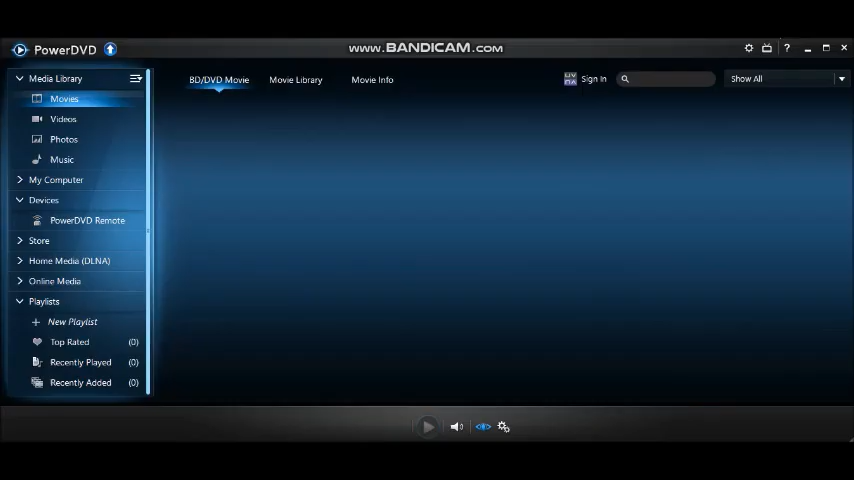 PowerDVD
www.BANDICAM.com
?
Media Library
BD/DVD Movie
Movie Library
Movie Info
UV
DA
Sign In
Show All
Movies
Videos
Photos
Music
My Computer
Devices
PowerDVD Remote
Store
Home Media (DLNA)
Online Media
Playlists
New Playlist
Top Rated (0)
Recently Played (0)
Recently Added (0)